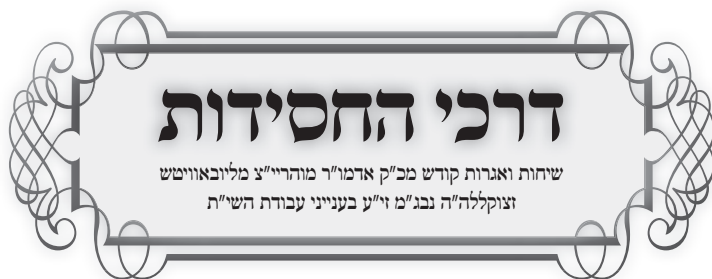 דרכי החסידות
שיחות ואגרות קודש מכ"ק אדמו"ר מוהריי"צ מליובאוויטש
זצוקללה"ה נבג"מ זי"ע בענייני עבודת השי"ת